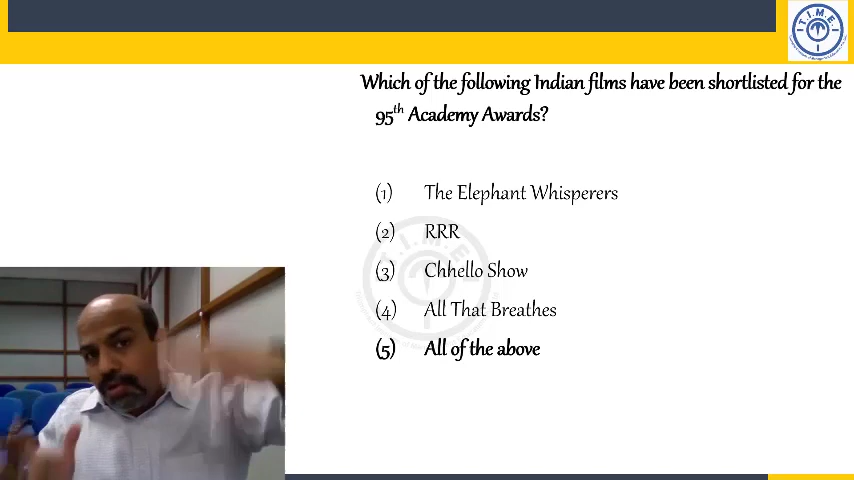 T.I.M.E.
Which of the following Indian films have been shortlisted for the
95th Academy Awards?
(1) The Elephant Whisperers
(2) RRR
(3) Chhello Show
(4) All That Breathes
(5) All of the above
T.I.M.E.